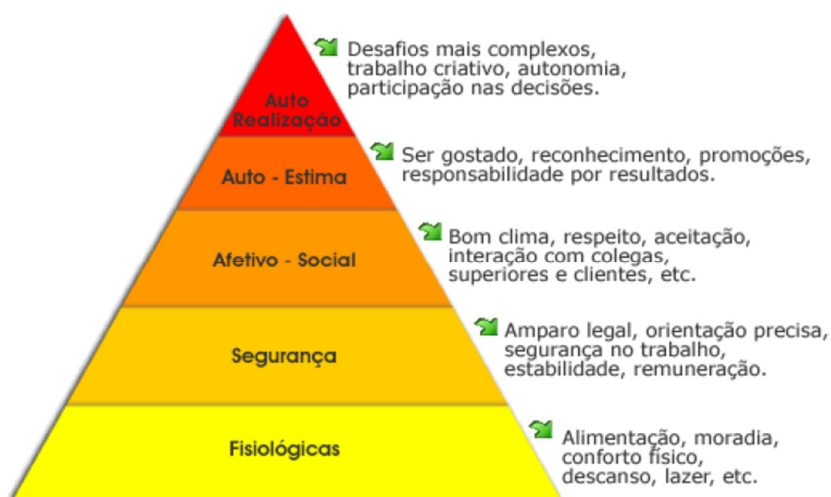 Desafios mais complexos,
trabalho criativo, autonomia,
participação nas decisões.
Auto
Realização
Ser gostado, reconhecimento, promoções,
responsabilidade por resultados.
Auto - Estima
Bom clima, respeito, aceitação,
interação com colegas,
superiores e clientes, etc.
Afetivo - Social
Amparo legal, orientação precisa,
segurança no trabalho,
estabilidade, remuneração.
Segurança
Alimentação, moradia,
conforto físico,
descanso, lazer, etc.
Fisiológicas